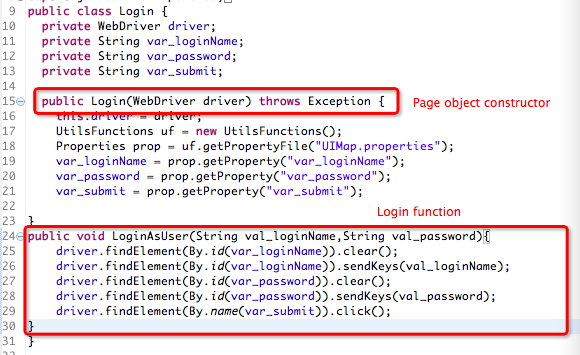 9 public class Login {
10 private WebDriver driver;
11 private String var_loginName;
12 private String var_password;
13 private String var_submit;
14
15 public Login(WebDriver driver) throws Exception {
Page object constructor
16 this.driver = driver;
17 UtilsFunctions uf = new UtilsFunctions();
18 Properties prop = uf.getPropertyFile("UIMap.properties");
19 var_loginName = prop.getProperty("var_loginName");
20 var_password = prop.getProperty("var_password");
21 var_submit = prop.getProperty("var_submit");
22
Login function
23 }
24 public void LoginAsUser(String val_loginName,String val_password){
25 driver.findElement(By.id(var_loginName)).clear();
26 driver.findElement(By.id(var_loginName)).sendKeys(val_loginName);
27 driver.findElement(By.id(var_password)).clear();
28 driver.findElement(By.id(var_password)).sendKeys(val_password);
29 driver.findElement(By.name(var_submit)).click();
30 }
31 }